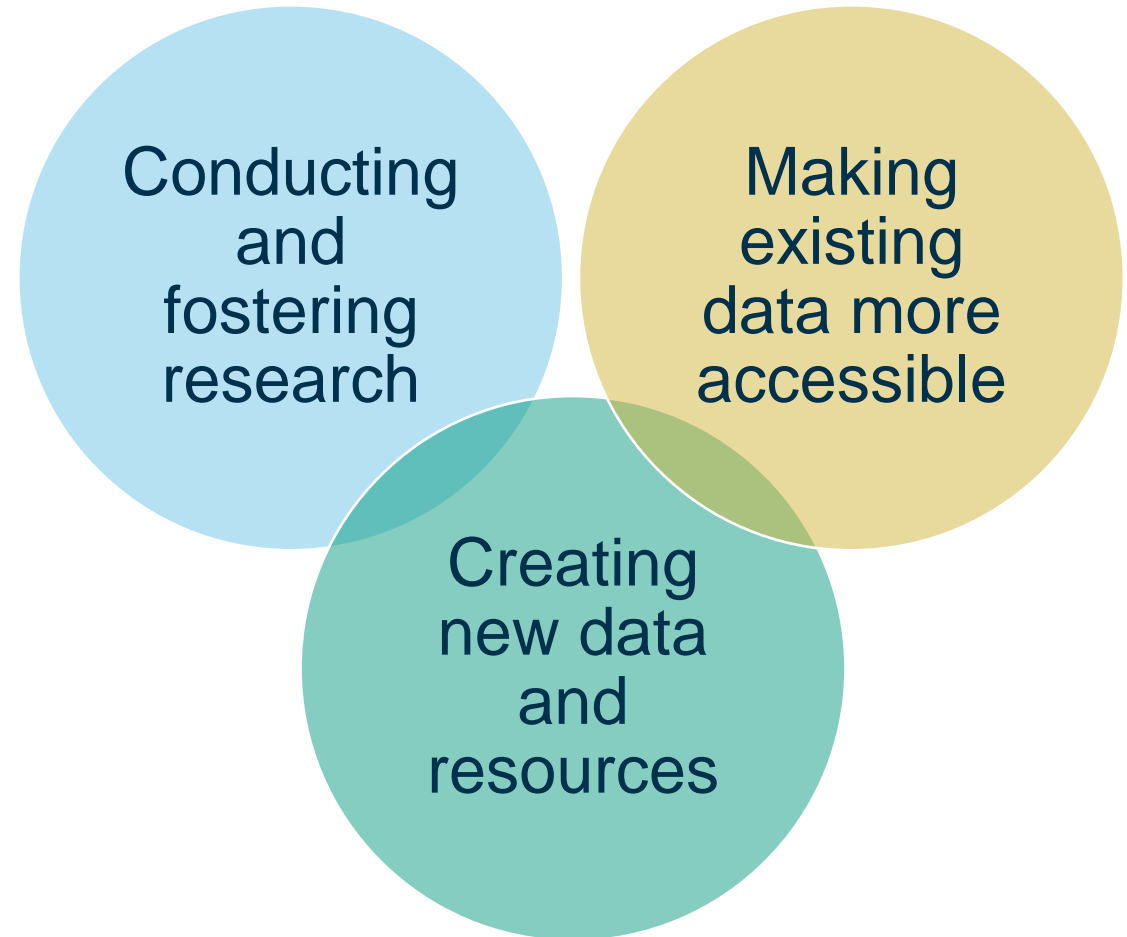 Conducting
and
fostering
research
Making
existing
data more
accessible
Creating
new data
and
resources